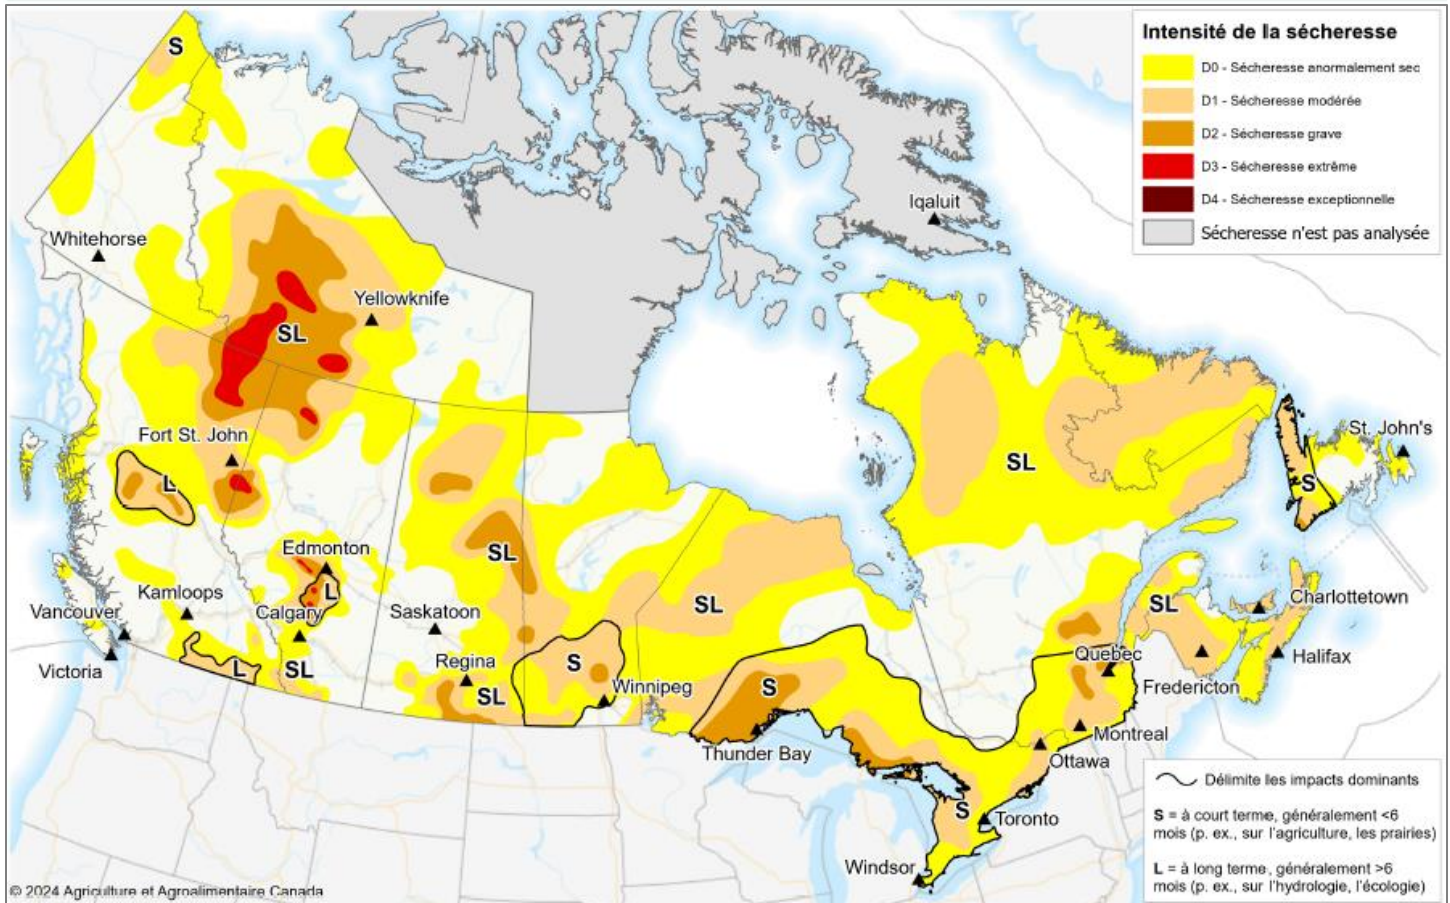 Intensité de la sécheresse
D0 - Sécheresse anormalement sec
D1 - Sécheresse modérée
D2 - Sécheresse grave
D3 - Sécheresse extrême
D4 - Sécheresse exceptionnelle
Sécheresse n'est pas analysée
S
Iqaluit
Whitehorse
Yellowknife
SL
Fort St. John
L
St. John's
SL
S
Edmonton
L
SL
Kamloops
Calgary
Saskatoon
SL
SL
Charlottetown
Vancouver
Victoria
L
SL
Regina
SL
S
Winnipeg
S
Quebec
Halifax
Fredericton
Thunder Bay
Montreal
Ottawa
S
Toronto
Windsor
Délimite les impacts dominants
S = à court terme, généralement <6
mois (p. ex., sur l'agriculture, les prairies)
L = à long terme, généralement >6
mois (p. ex., sur l'hydrologie, l'écologie)
© 2024 Agriculture et Agroalimentaire Canada